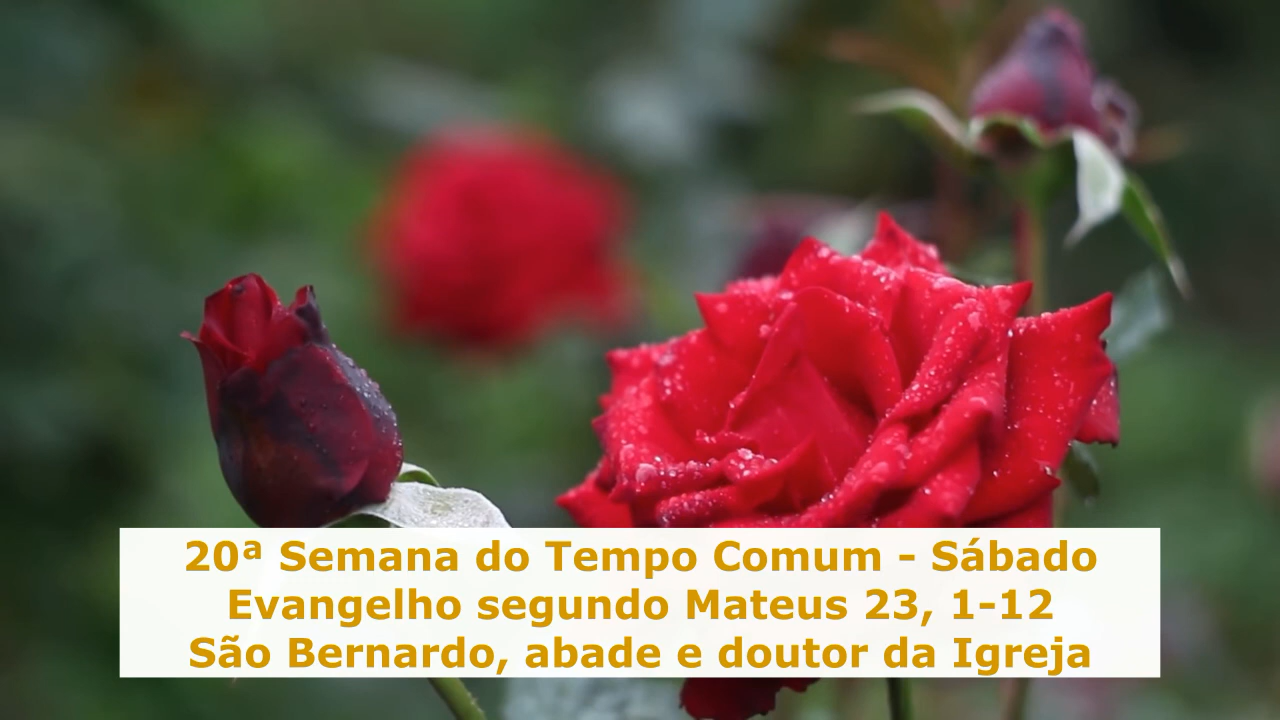 20ª Semana do Tempo Comum - Sábado
Evangelho segundo Mateus 23, 1-12
São Bernardo, abade e doutor da Igreja